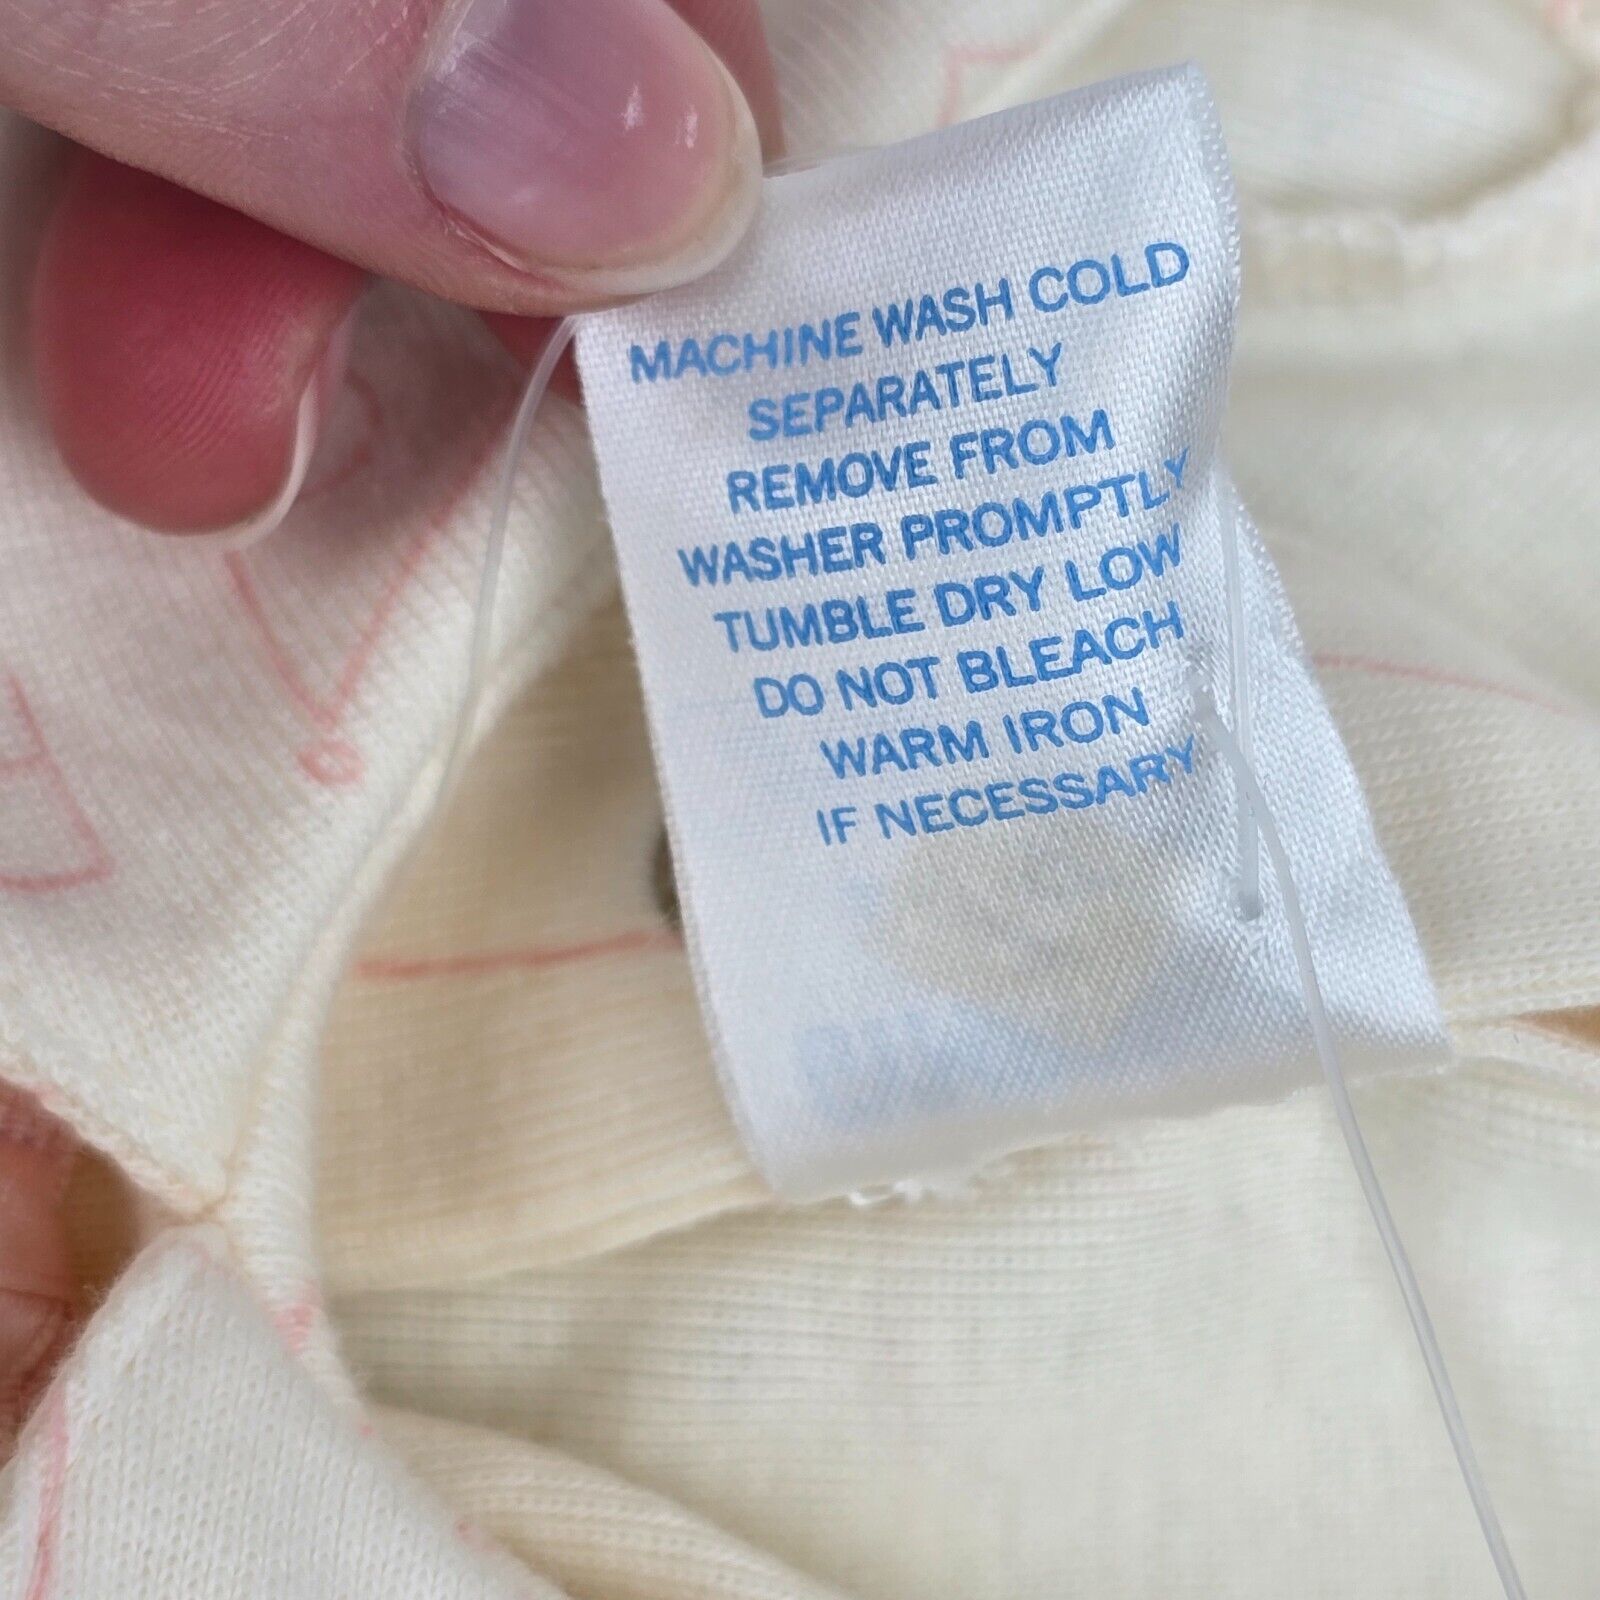 MACHINE WASH COLD
SEPARATELY
REMOVE FROM
WASHER PROMPTLY
TUMBLE DRY LOW
DO NOT BLEACH
WARM IRON
IF NECESSARY